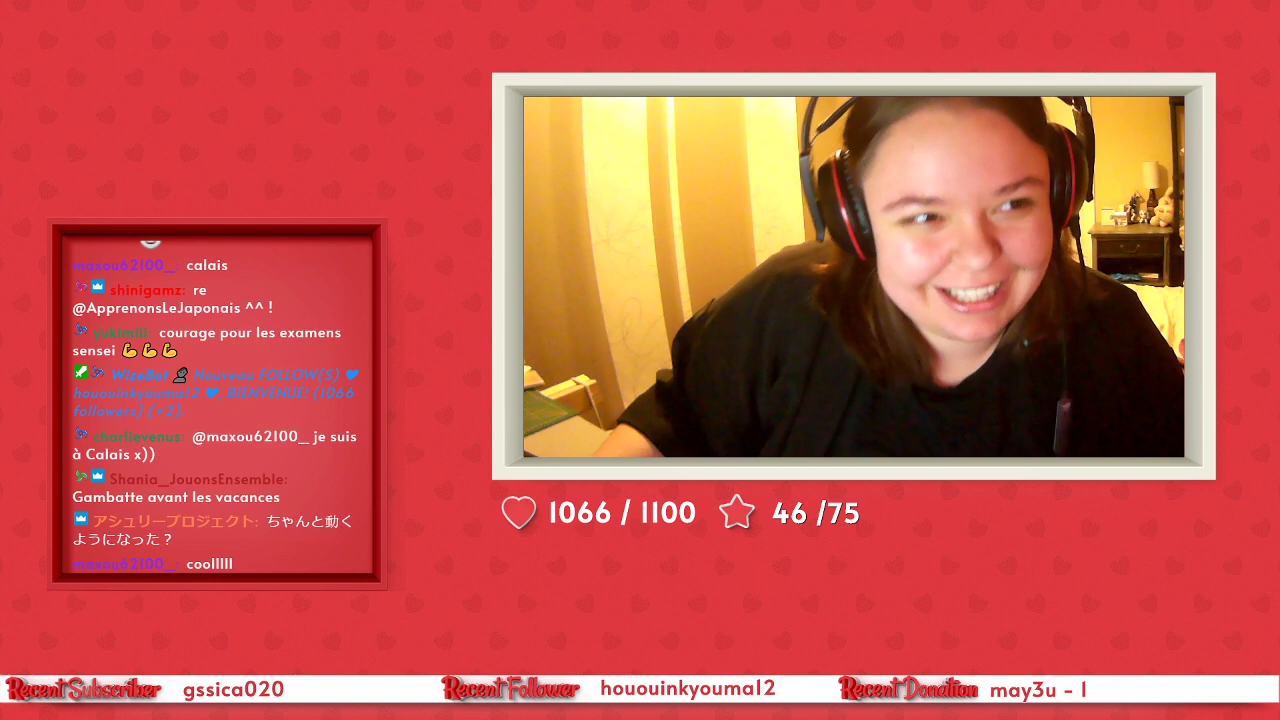 maxou62100_: calais
shinigamz: re
@ApprenonsLeJaponais ^^ !
yukimili: courage pour les examens
sensei 💪💪💪
WizeBot Nouveau FOLLOW(S) ❤
hououinkyouma12 ❤, BIENVENUE! (1066
followers) [+2].
charlievenus: @maxou62100_ je suis
à Calais x))
Shania_JouonsEnsemble:
Gambatte avant les vacances
アシュリープロジェクト: ちゃんと動く
ようになった？
maxou62100_: coolllll
1066 / 1100 46 /75
Recent Subscriber gssica020 Recent Follower hououinkyouma12 Recent Donation may3u - 1